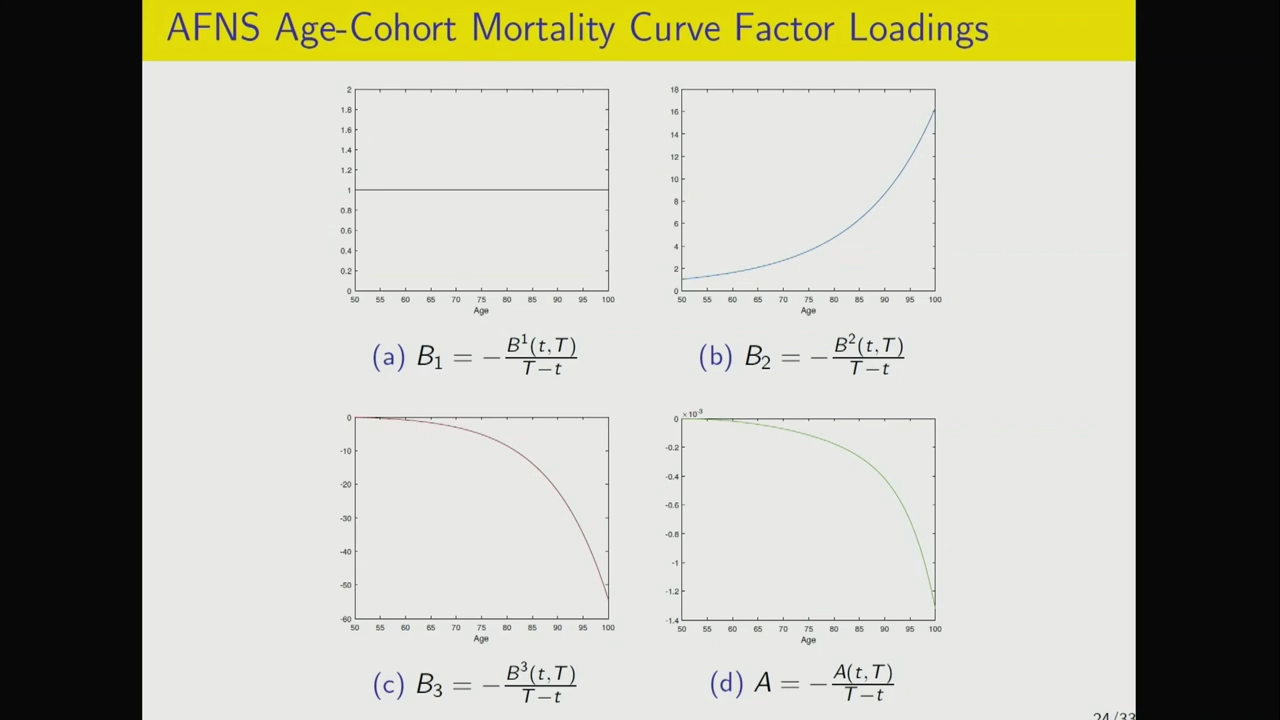 AFNS Age-Cohort Mortality Curve Factor Loadings
2
1.8
1.6
1.4
1.2
1
0.8
0.6
0.4
0.2
0
50 55 60 65 70 75 80 85 90 95 100
Age
18
16
14
12
10
8
6
4
2
0
50 55 60 65 70 75 80 85 90 95 100
Age
(a) B₁ = −B¹(t,T)/T−t
(b) B₂ = −B²(t,T)/T−t
0
-10
-20
-30
-40
-50
-60
50 55 60 65 70 75 80 85 90 95 100
Age
×10⁻³
0
-0.2
-0.4
-0.6
-0.8
-1
-1.2
-1.4
50 55 60 65 70 75 80 85 90 95 100
Age
(c) B₃ = −B³(t,T)/T−t
(d) A = −A(t,T)/T−t
24/33